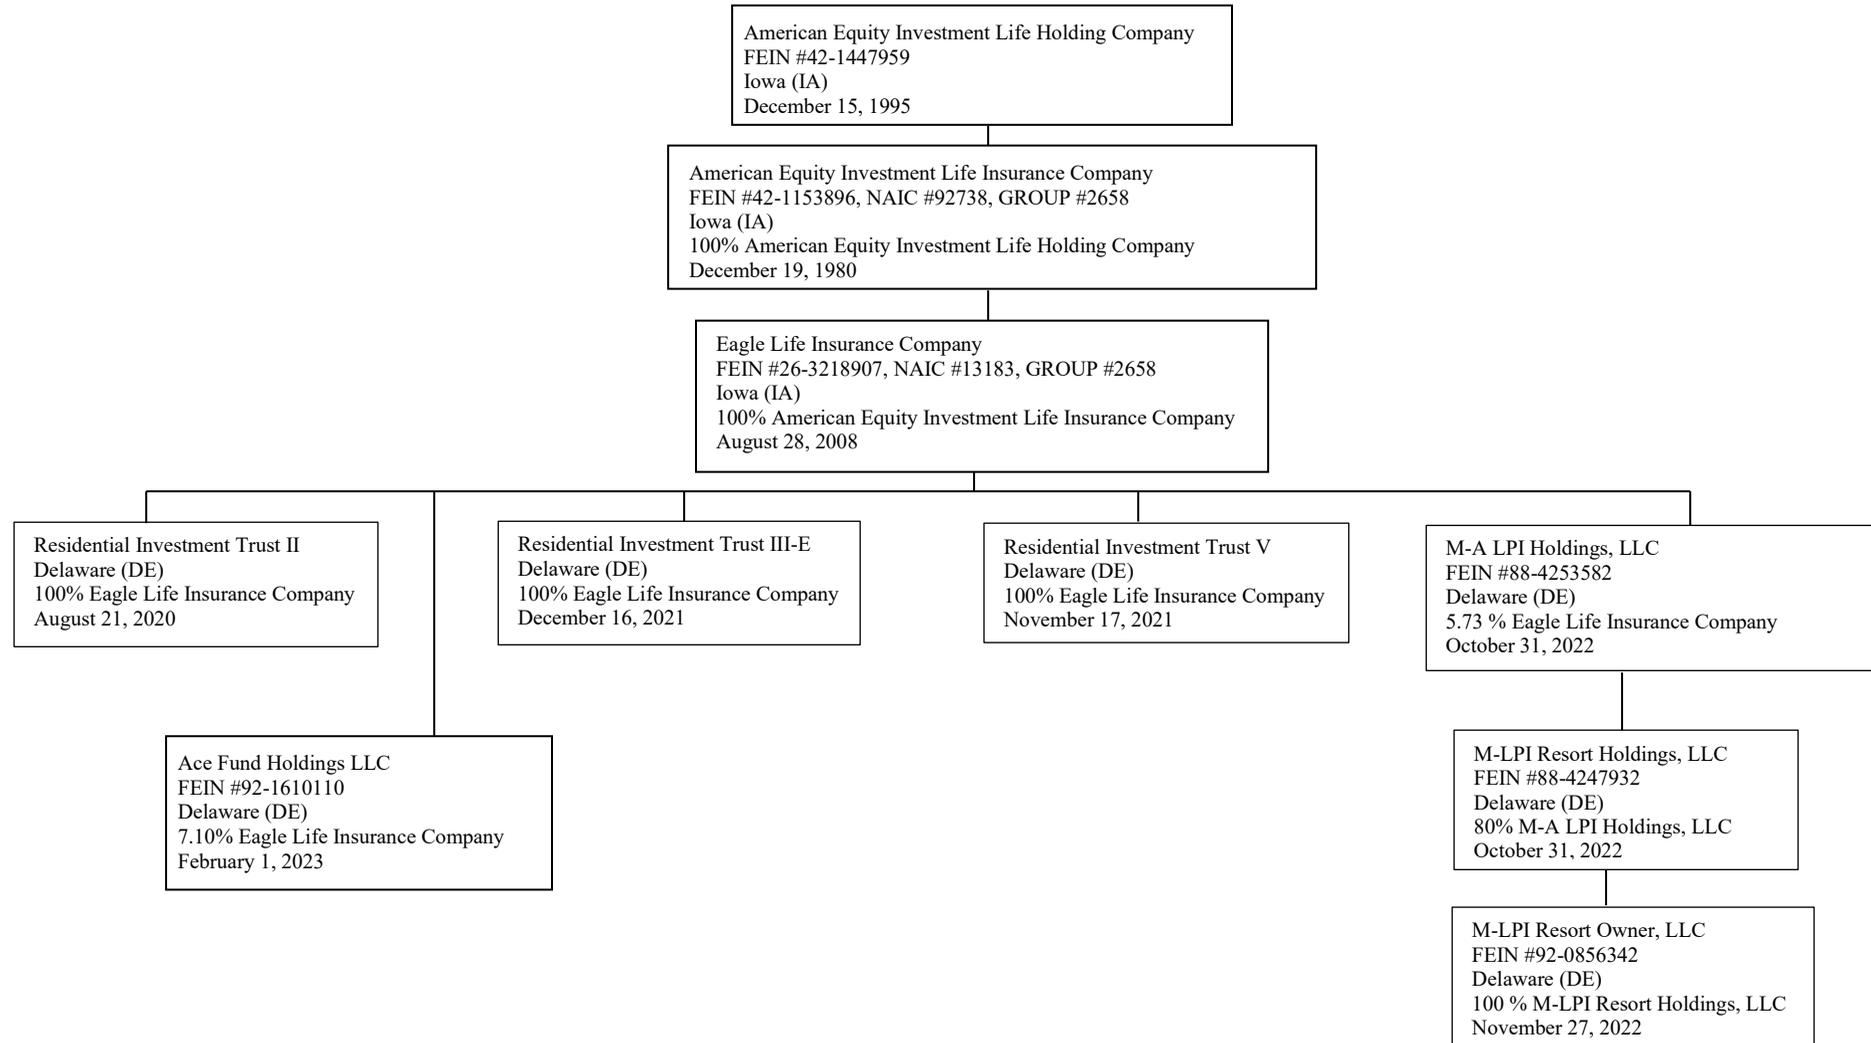 American Equity Investment Life Holding Company
FEIN #42-1447959
Iowa (IA)
December 15, 1995
American Equity Investment Life Insurance Company
FEIN #42-1153896, NAIC #92738, GROUP #2658
Iowa (IA)
100% American Equity Investment Life Holding Company
December 19, 1980
Eagle Life Insurance Company
FEIN #26-3218907, NAIC #13183, GROUP #2658
Iowa (IA)
100% American Equity Investment Life Insurance Company
August 28, 2008
Residential Investment Trust II
Delaware (DE)
100% Eagle Life Insurance Company
August 21, 2020
Residential Investment Trust III-E
Delaware (DE)
100% Eagle Life Insurance Company
December 16, 2021
Residential Investment Trust V
Delaware (DE)
100% Eagle Life Insurance Company
November 17, 2021
M-A LPI Holdings, LLC
FEIN #88-4253582
Delaware (DE)
5.73 % Eagle Life Insurance Company
October 31, 2022
Ace Fund Holdings LLC
FEIN #92-1610110
Delaware (DE)
7.10% Eagle Life Insurance Company
February 1, 2023
M-LPI Resort Holdings, LLC
FEIN #88-4247932
Delaware (DE)
80% M-A LPI Holdings, LLC
October 31, 2022
M-LPI Resort Owner, LLC
FEIN #92-0856342
Delaware (DE)
100 % M-LPI Resort Holdings, LLC
November 27, 2022